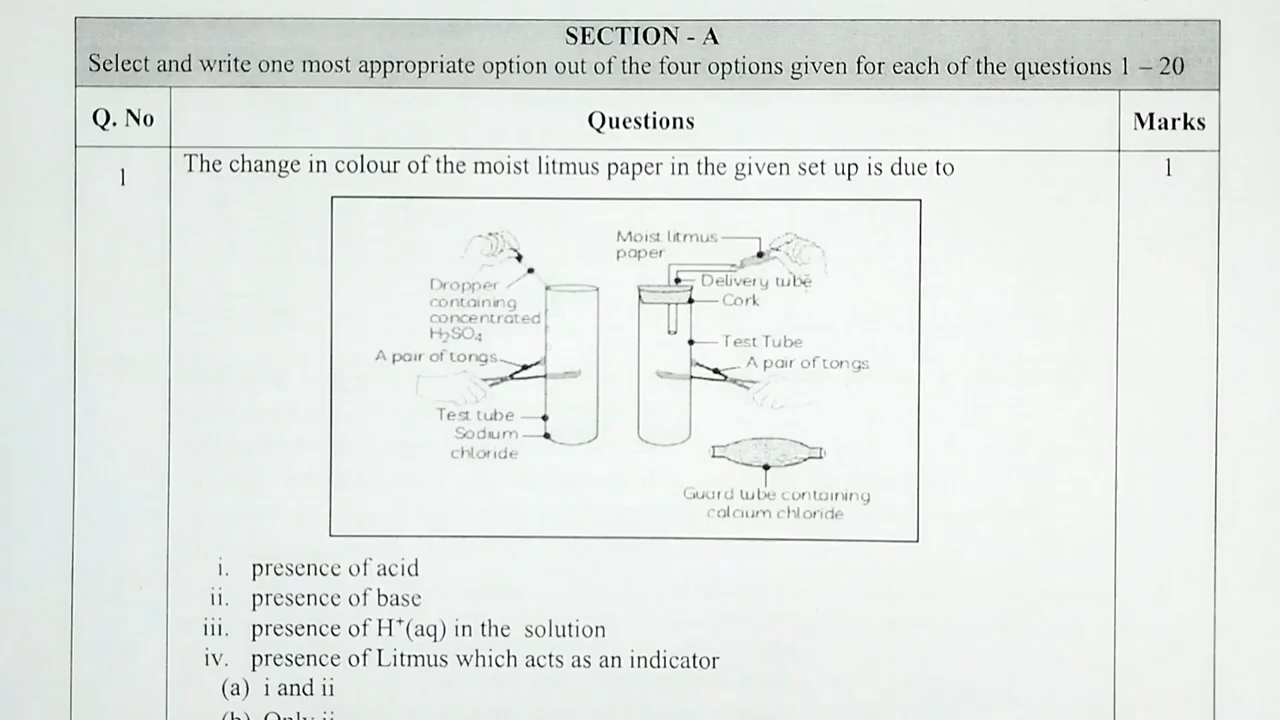 SECTION - A
Select and write one most appropriate option out of the four options given for each of the questions 1 – 20
Q. No Questions Marks
1 The change in colour of the moist litmus paper in the given set up is due to 1
Moist litmus
paper
Dropper
containing
concentrated
H₂SO₄
Delivery tube
Cork
Test Tube
A pair of tongs
A pair of tongs
Test tube
Sodium
chloride
Guard tube containing
calcium chloride
i. presence of acid
ii. presence of base
iii. presence of H⁺(aq) in the solution
iv. presence of Litmus which acts as an indicator
(a) i and ii
(b) Only ii